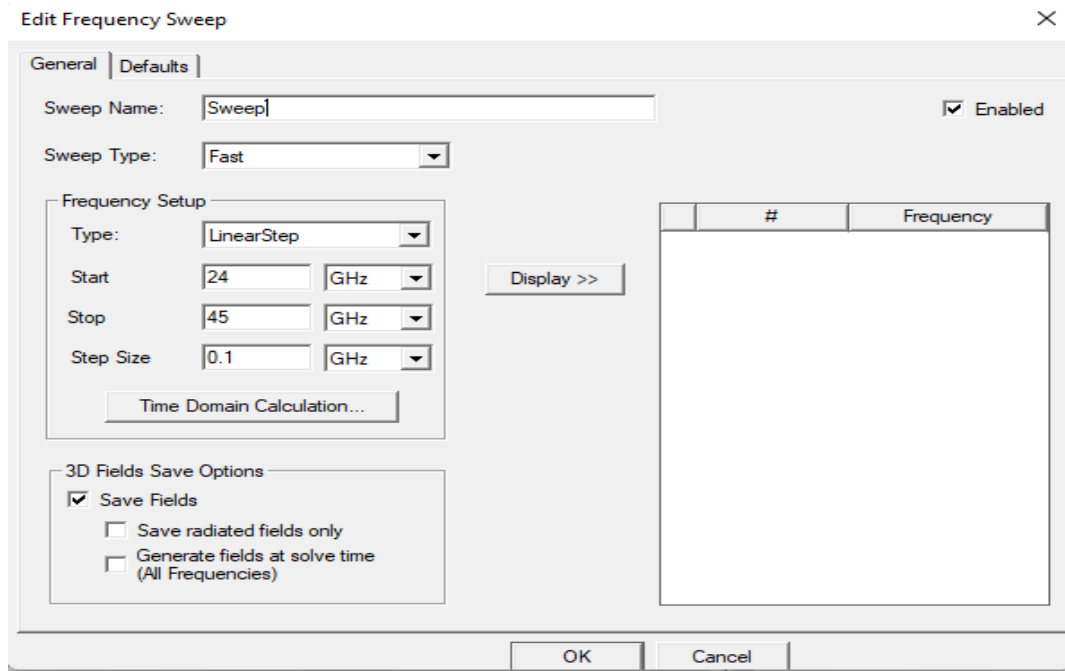 Edit Frequency Sweep
General
Defaults
Sweep Name:
Sweep
Enabled
Sweep Type:
Fast
Frequency Setup
Type:
LinearStep
Start
24
GHz
Stop
45
GHz
Step Size
0.1
GHz
Time Domain Calculation...
Display >>
#
Frequency
3D Fields Save Options
Save Fields
Save radiated fields only
Generate fields at solve time
(All Frequencies)
OK
Cancel